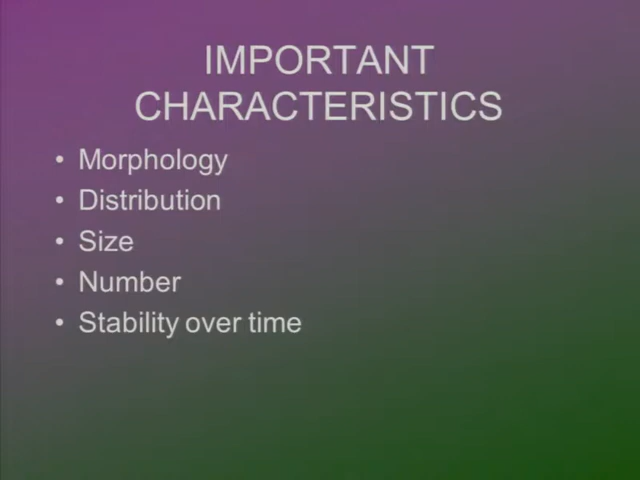 IMPORTANT
CHARACTERISTICS
• Morphology
• Distribution
• Size
• Number
• Stability over time